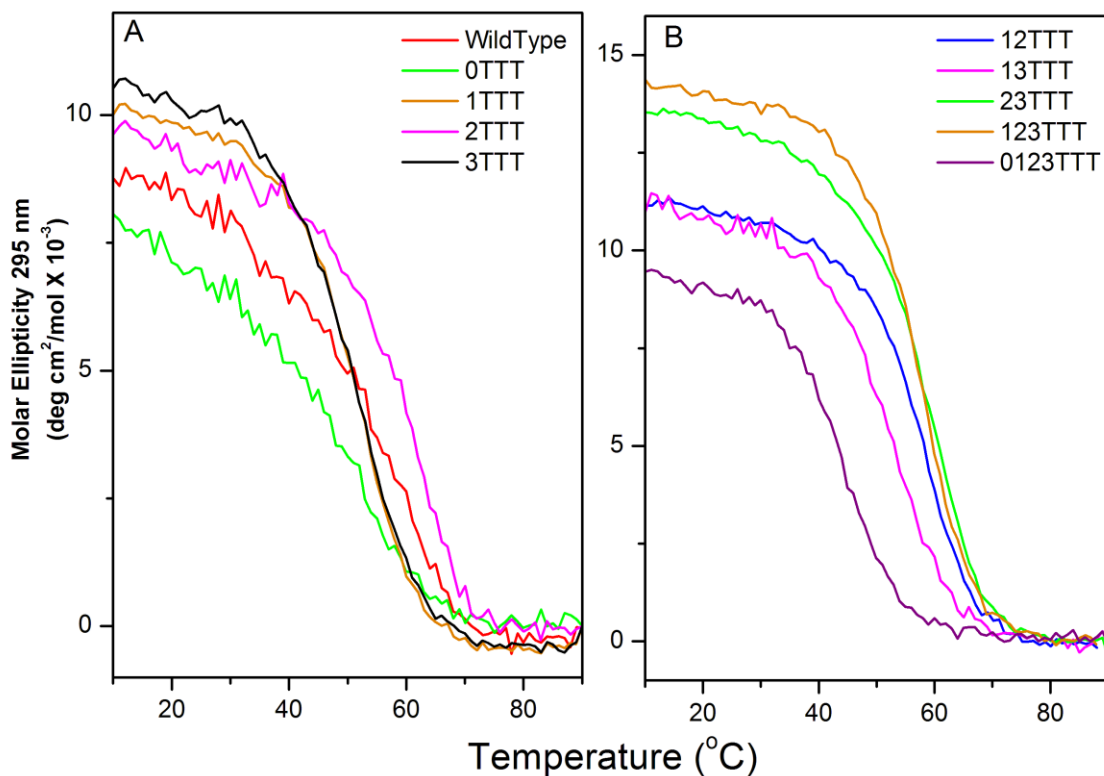 A
WildType
0TTT
1TTT
2TTT
3TTT
B
12TTT
13TTT
23TTT
123TTT
0123TTT
Molar Ellipticity 295 nm
(deg cm²/mol X 10⁻³)
10
5
0
15
10
5
0
20 40 60 80
20 40 60 80
Temperature (°C)